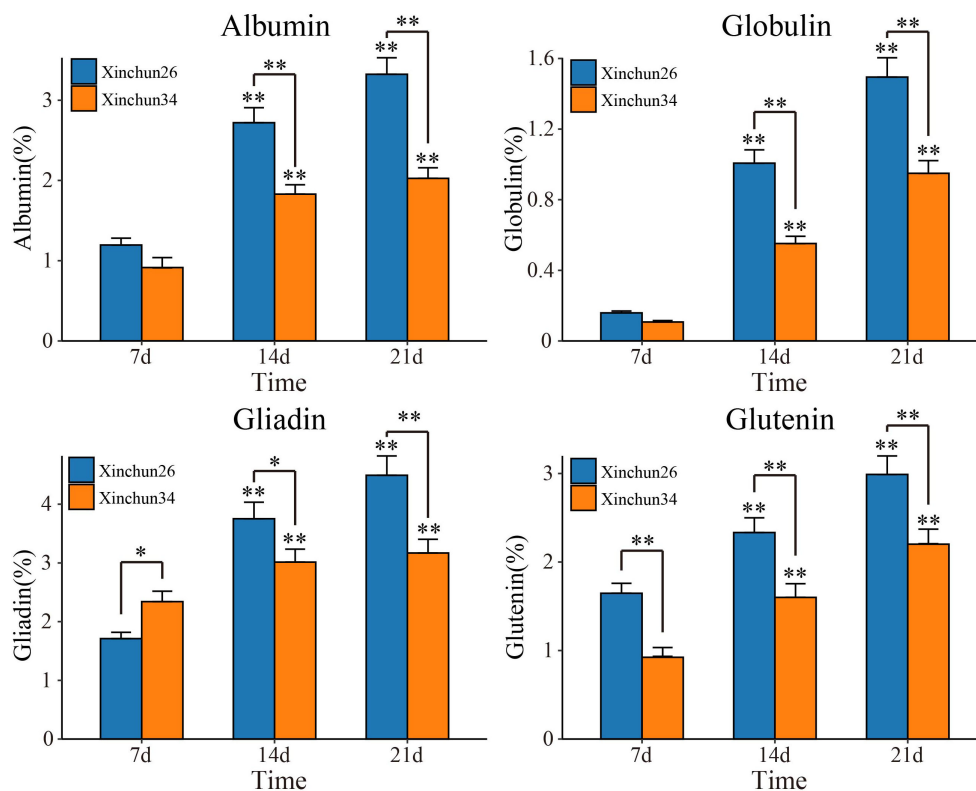 Albumin
Xinchun26
Xinchun34
Albumin(%)
3
2
1
0
**
**
**
**
**
**
7d
14d
21d
Time
Globulin
Xinchun26
Xinchun34
Globulin(%)
1.6
1.2
0.8
0.4
0
**
**
**
**
**
**
7d
14d
21d
Time
Gliadin
Xinchun26
Xinchun34
Gliadin(%)
4
3
2
1
0
*
*
**
**
**
**
**
7d
14d
21d
Time
Glutenin
Xinchun26
Xinchun34
Glutenin(%)
3
2
1
0
**
**
**
**
**
**
**
7d
14d
21d
Time